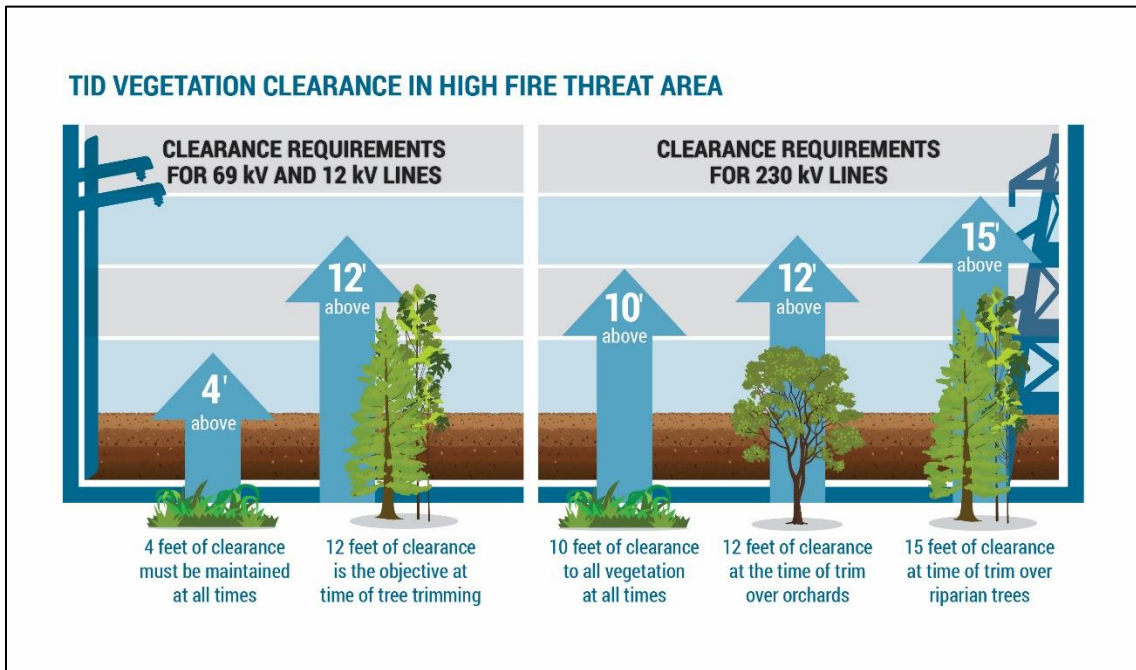 TID VEGETATION CLEARANCE IN HIGH FIRE THREAT AREA
CLEARANCE REQUIREMENTS
FOR 69 kV AND 12 kV LINES
4'
above
12'
above
4 feet of clearance
must be maintained
at all times
12 feet of clearance
is the objective at
time of tree trimming
CLEARANCE REQUIREMENTS
FOR 230 kV LINES
10'
above
12'
above
15'
above
10 feet of clearance
to all vegetation
at all times
12 feet of clearance
at the time of trim
over orchards
15 feet of clearance
at time of trim over
riparian trees